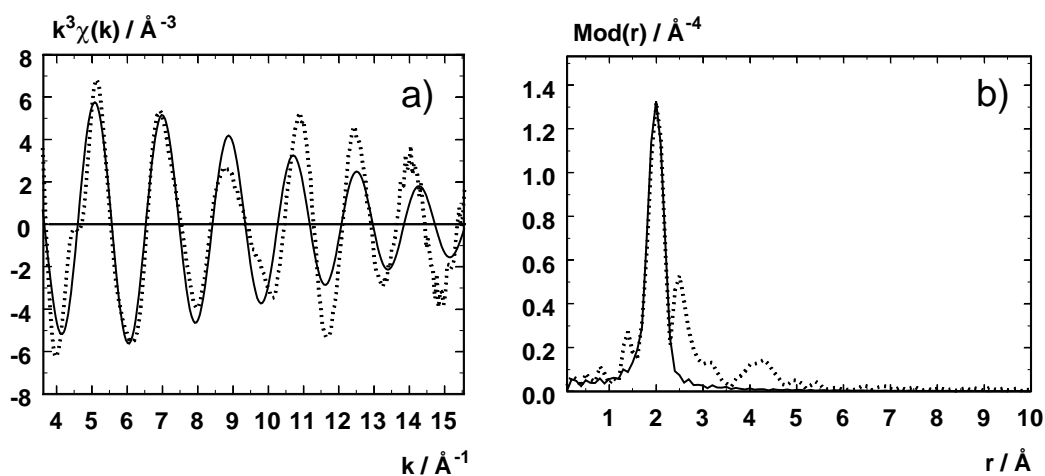 k³χ(k) / Å⁻³
a)
8
6
4
2
0
-2
-4
-6
-8
4 5 6 7 8 9 10 11 12 13 14 15
k / Å⁻¹
Mod(r) / Å⁻⁴
b)
1.4
1.2
1.0
0.8
0.6
0.4
0.2
0.0
1 2 3 4 5 6 7 8 9 10
r / Å